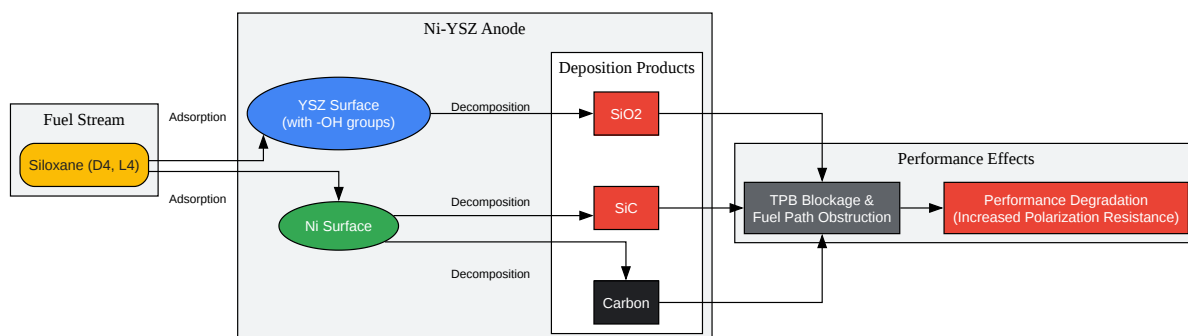 Ni-YSZ Anode
Deposition Products
Fuel Stream
Siloxane (D4, L4)
Adsorption
Adsorption
YSZ Surface
(with -OH groups)
Ni Surface
Decomposition
Decomposition
Decomposition
SiO2
SiC
Carbon
Performance Effects
TPB Blockage &
Fuel Path Obstruction
Performance Degradation
(Increased Polarization Resistance)